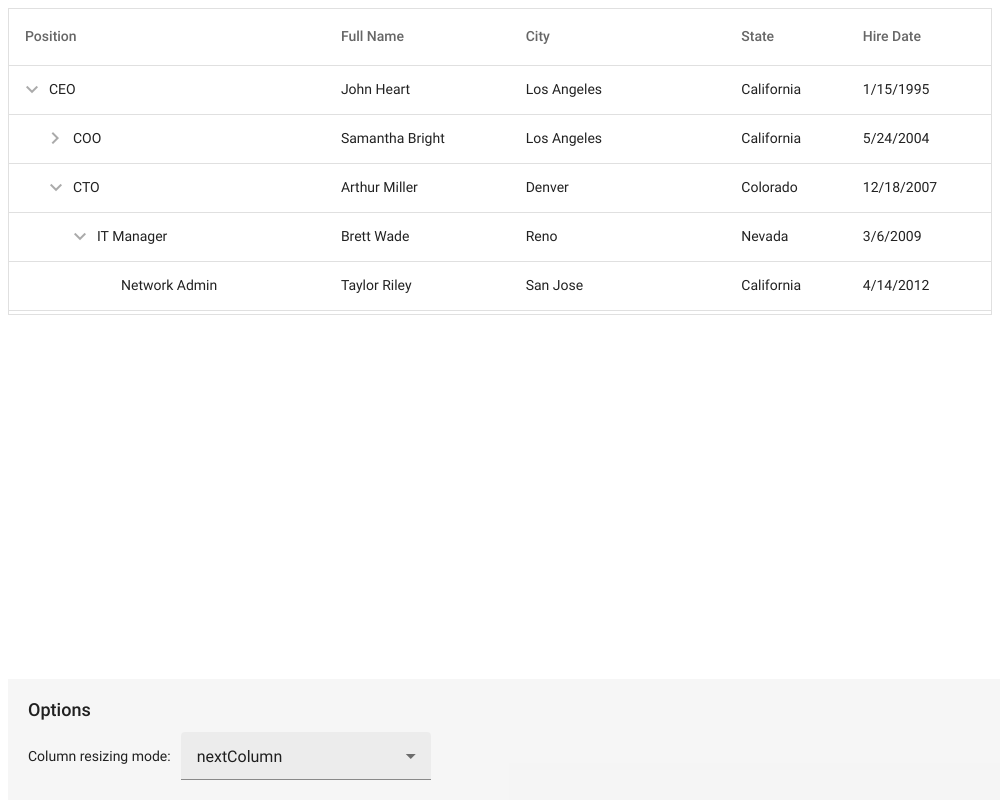 Position Full Name City State Hire Date
CEO John Heart Los Angeles California 1/15/1995
COO Samantha Bright Los Angeles California 5/24/2004
CTO Arthur Miller Denver Colorado 12/18/2007
IT Manager Brett Wade Reno Nevada 3/6/2009
Network Admin Taylor Riley San Jose California 4/14/2012
Options
Column resizing mode: nextColumn